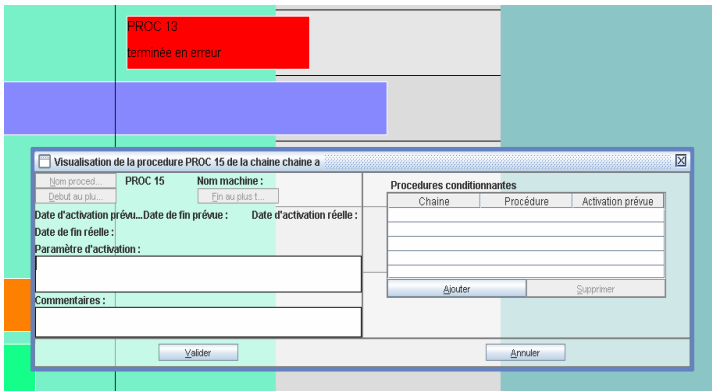 PROC 13
terminée en erreur
Visualisation de la procedure PROC 15 de la chaine chaine a
Nom proced... PROC 15 Nom machine :
Debut au plu... Fin au plus t...
Date d'activation prévu...Date de fin prévue : Date d'activation réelle :
Date de fin réelle :
Paramètre d'activation :
Commentaires :
Procedures conditionnantes
Chaine Procédure Activation prévue
Ajouter Supprimer
Valider Annuler